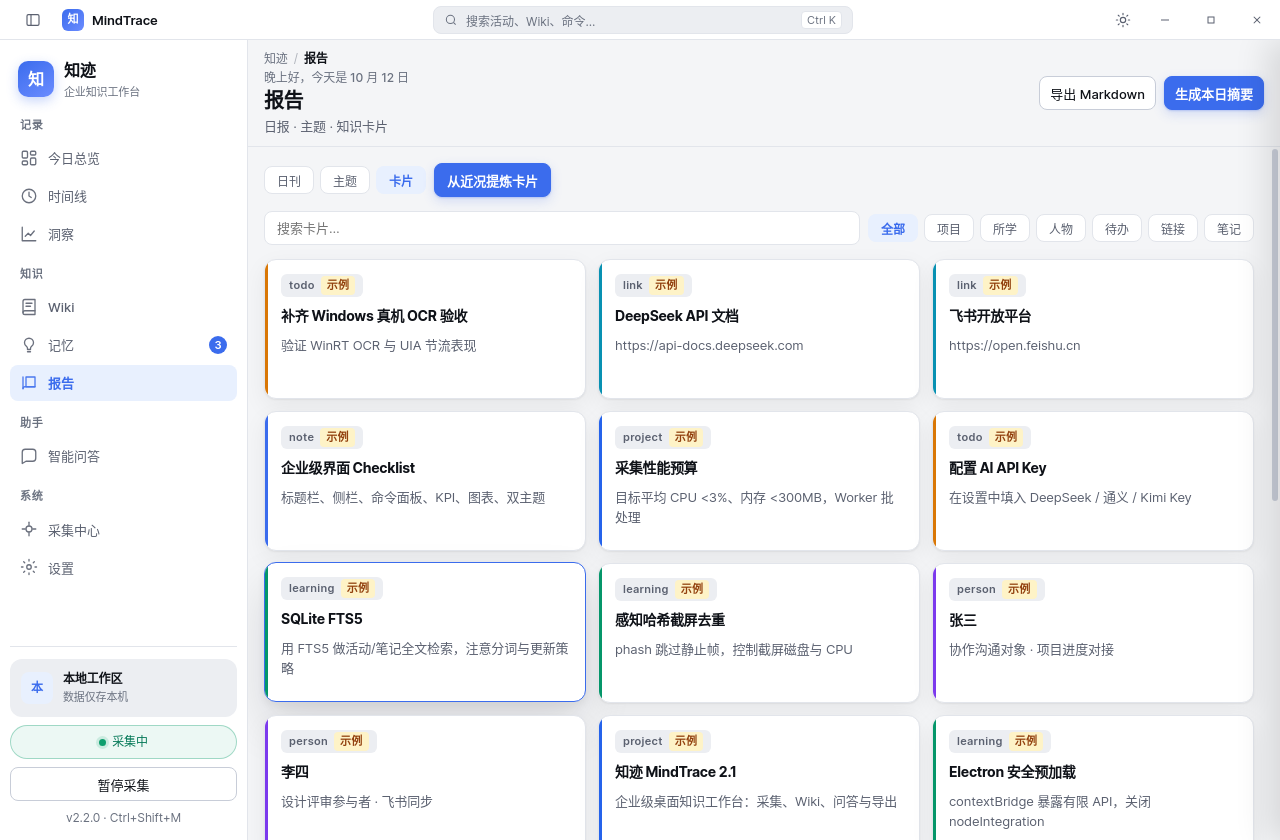 知 MindTrace
搜索活动、Wiki、命令... Ctrl K
知 知迹
企业知识工作台
记录
今日总览
时间线
洞察
知识
Wiki
记忆 3
报告
助手
智能问答
系统
采集中心
设置
本 本地工作区
数据仅存本机
采集中
暂停采集
v2.2.0 · Ctrl+Shift+M
知迹 / 报告
晚上好，今天是 10 月 12 日
报告
日报 · 主题 · 知识卡片
导出 Markdown 生成本日摘要
日刊 主题 卡片 从近况提炼卡片
搜索卡片... 全部 项目 所学 人物 待办 链接 笔记
todo 示例
补齐 Windows 真机 OCR 验收
验证 WinRT OCR 与 UIA 节流表现
link 示例
DeepSeek API 文档
https://api-docs.deepseek.com
link 示例
飞书开放平台
https://open.feishu.cn
note 示例
企业级界面 Checklist
标题栏、侧栏、命令面板、KPI、图表、双主题
project 示例
采集性能预算
目标平均 CPU <3%、内存 <300MB，Worker 批
处理
todo 示例
配置 AI API Key
在设置中填入 DeepSeek / 通义 / Kimi Key
learning 示例
SQLite FTS5
用 FTS5 做活动/笔记全文检索，注意分词与更新策
略
learning 示例
感知哈希截屏去重
phash 跳过静止帧，控制截屏磁盘与 CPU
person 示例
张三
协作沟通对象 · 项目进度对接
person 示例
李四
设计评审参与者 · 飞书同步
project 示例
知迹 MindTrace 2.1
企业级桌面知识工作台：采集、Wiki、问答与导出
learning 示例
Electron 安全预加载
contextBridge 暴露有限 API，关闭
nodeIntegration